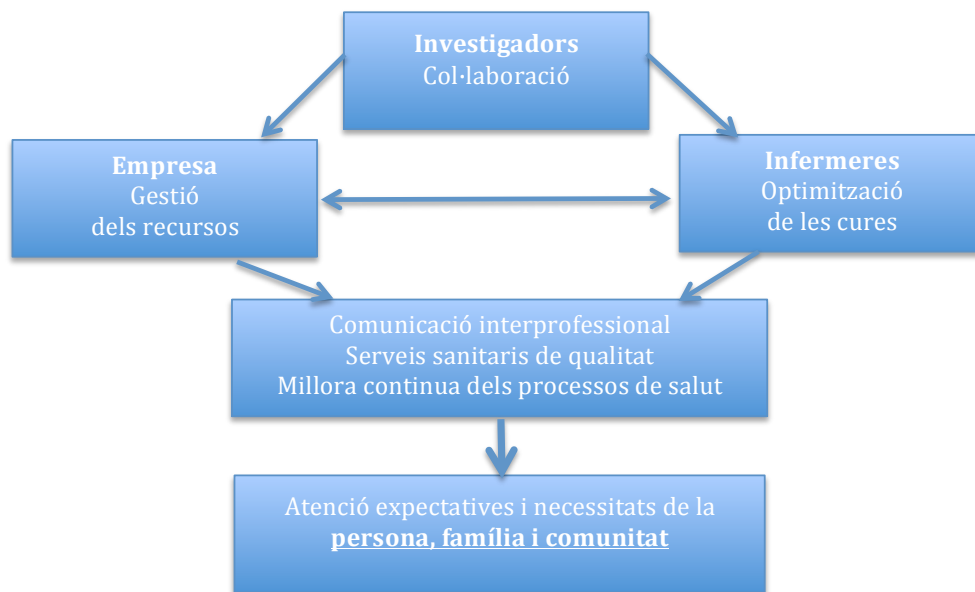 Investigadors
Col·laboració
Empresa
Gestió
dels recursos
Infermeres
Optimització
de les cures
Comunicació interprofessional
Serveis sanitaris de qualitat
Millora continua dels processos de salut
Atenció expectatives i necessitats de la
persona, família i comunitat